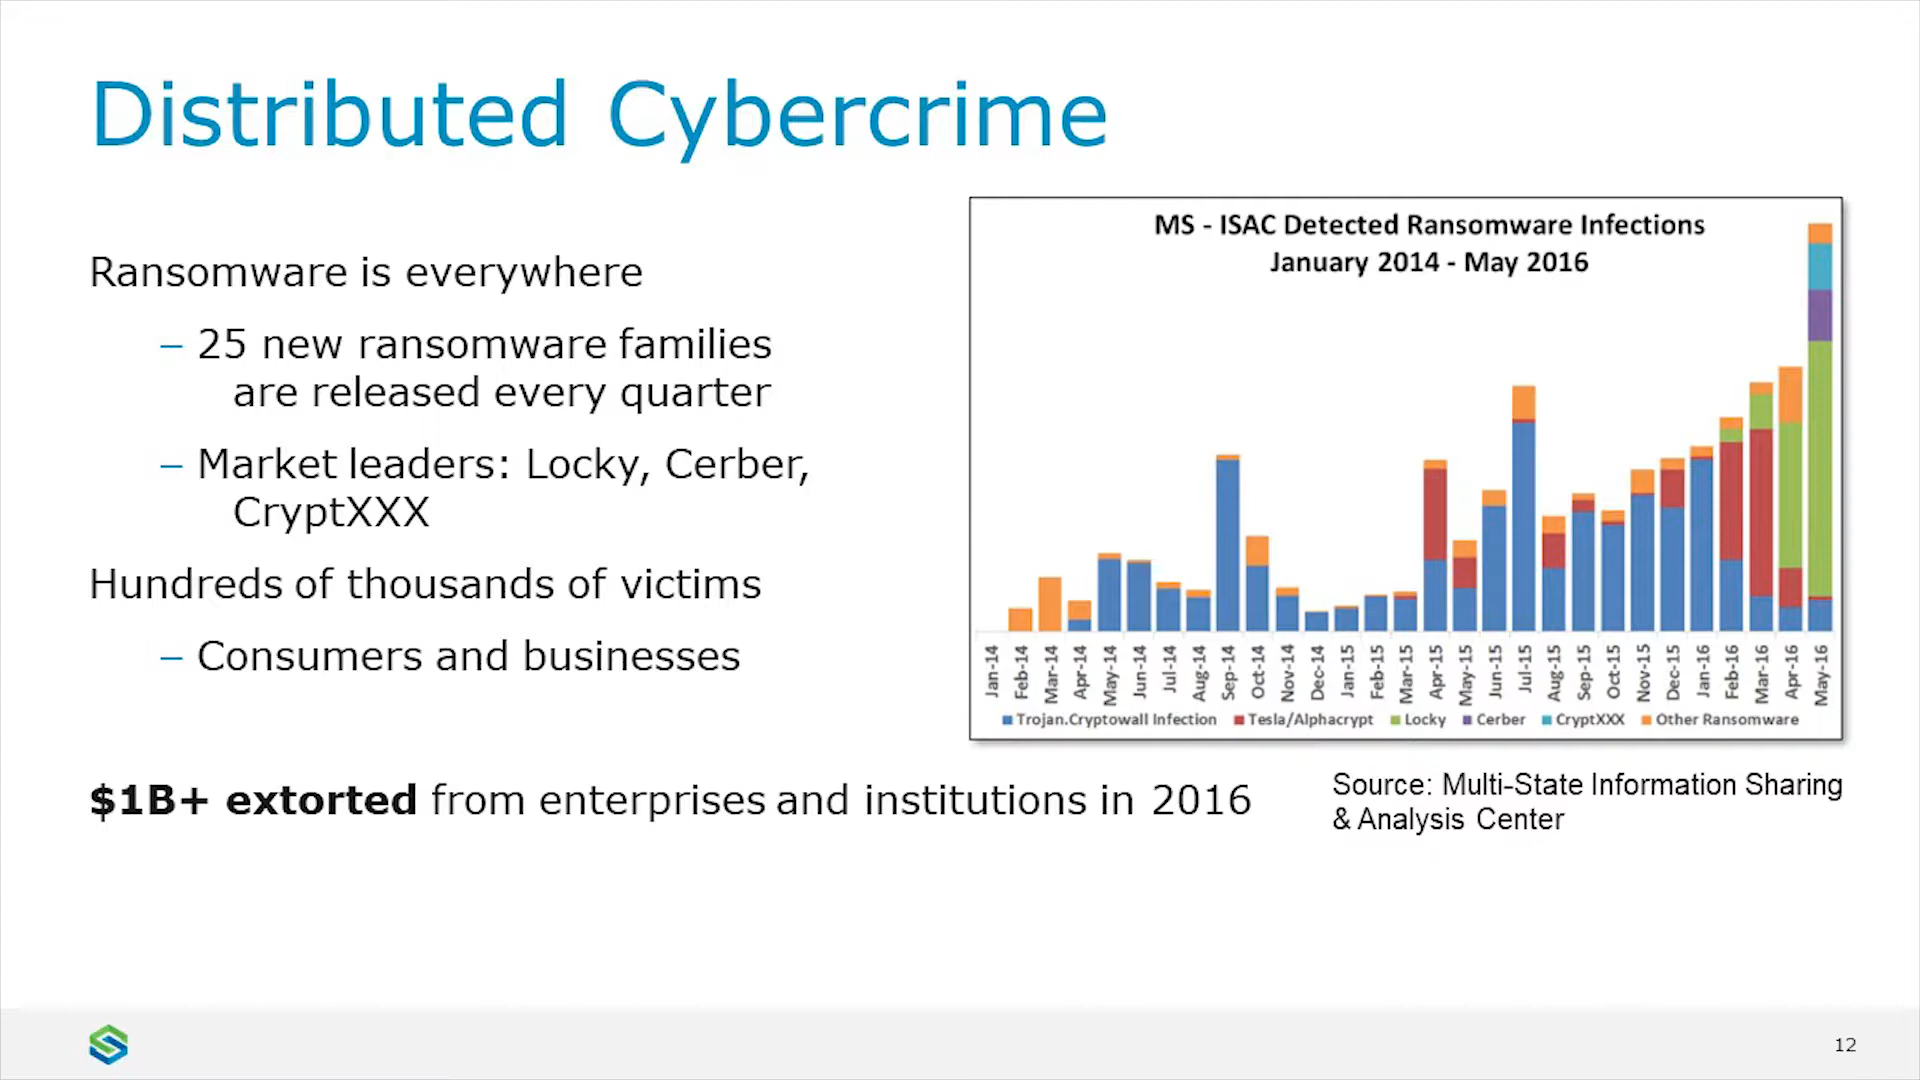 Distributed Cybercrime
Ransomware is everywhere
– 25 new ransomware families
are released every quarter
– Market leaders: Locky, Cerber,
CryptXXX
Hundreds of thousands of victims
– Consumers and businesses
$1B+ extorted from enterprises and institutions in 2016
MS - ISAC Detected Ransomware Infections
January 2014 - May 2016
Jan-14
Feb-14
Mar-14
Apr-14
May-14
Jun-14
Jul-14
Aug-14
Sep-14
Oct-14
Nov-14
Dec-14
Jan-15
Feb-15
Mar-15
Apr-15
May-15
Jun-15
Jul-15
Aug-15
Sep-15
Oct-15
Nov-15
Dec-15
Jan-16
Feb-16
Mar-16
Apr-16
May-16
Trojan.Cryptowall Infection Tesla/Alphacrypt Locky Cerber CryptXXX Other Ransomware
Source: Multi-State Information Sharing
& Analysis Center
12